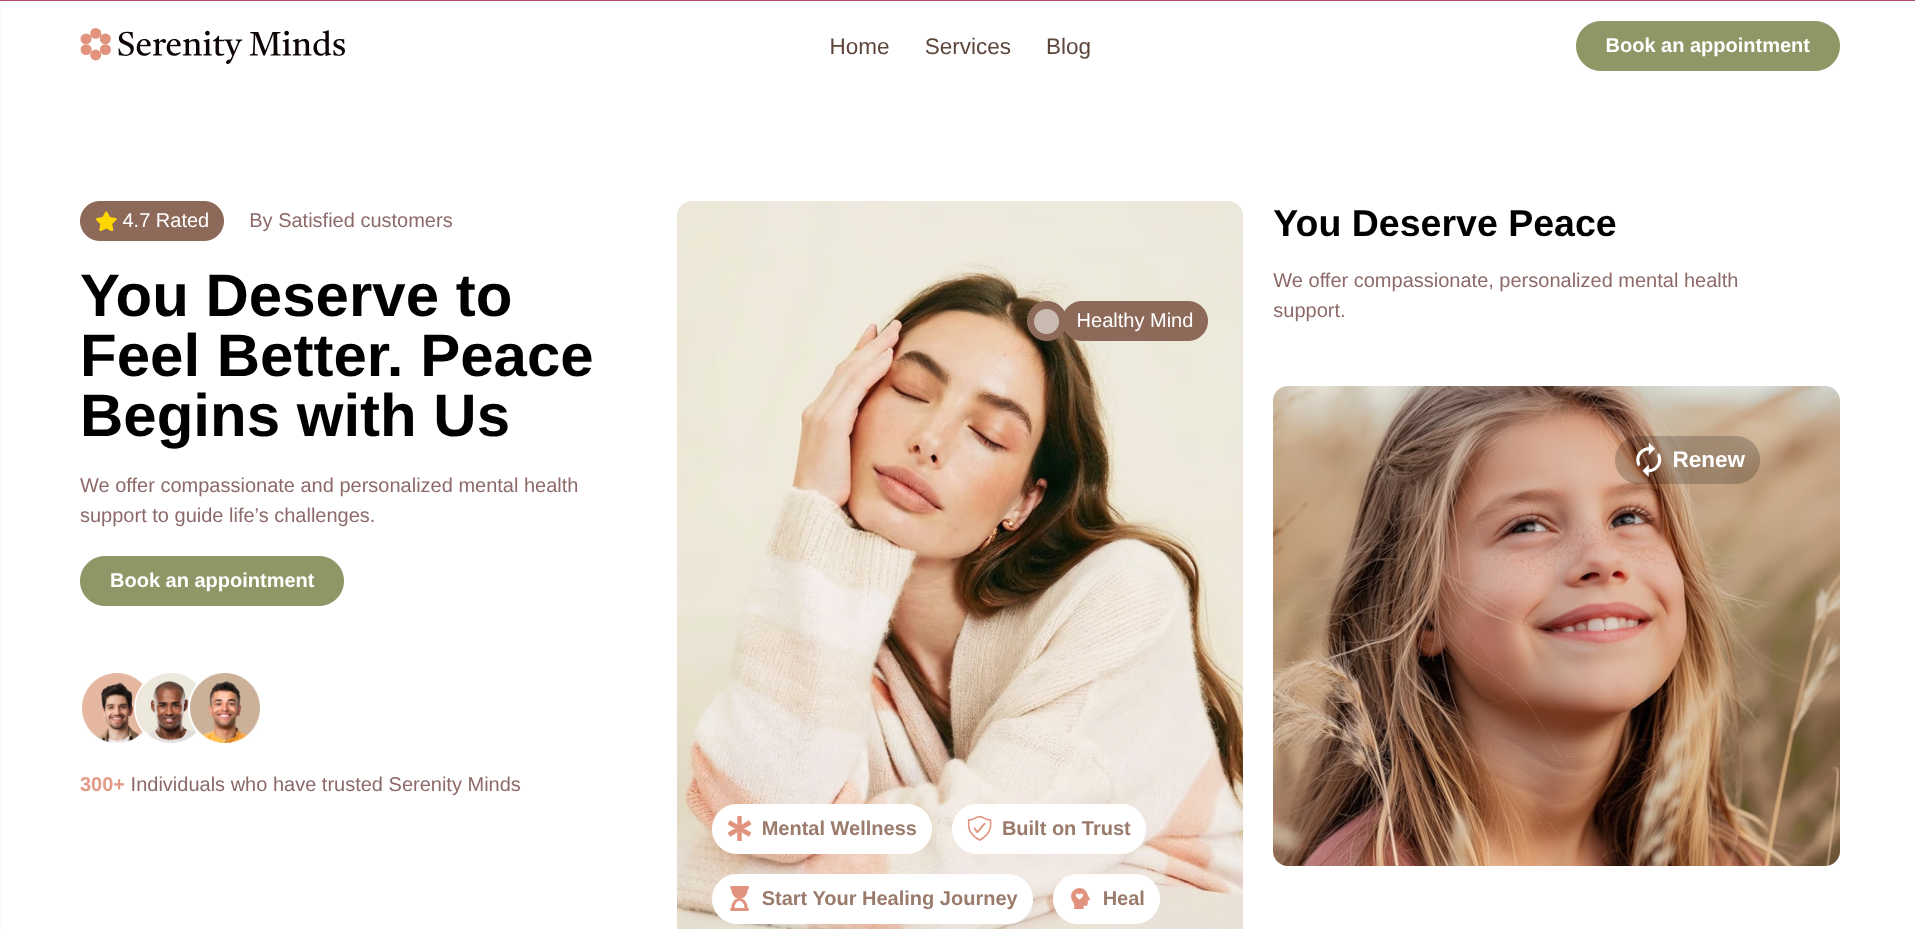 Serenity Minds
Home
Services
Blog
Book an appointment
4.7 Rated
By Satisfied customers
You Deserve to
Feel Better. Peace
Begins with Us
We offer compassionate and personalized mental health
support to guide life’s challenges.
Book an appointment
300+ Individuals who have trusted Serenity Minds
Healthy Mind
Mental Wellness
Built on Trust
Start Your Healing Journey
Heal
You Deserve Peace
We offer compassionate, personalized mental health
support.
Renew